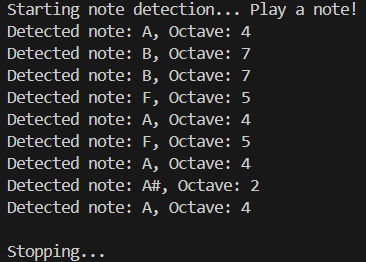 Starting note detection... Play a note!
Detected note: A, Octave: 4
Detected note: B, Octave: 7
Detected note: B, Octave: 7
Detected note: F, Octave: 5
Detected note: A, Octave: 4
Detected note: F, Octave: 5
Detected note: A, Octave: 4
Detected note: A#, Octave: 2
Detected note: A, Octave: 4
Stopping...